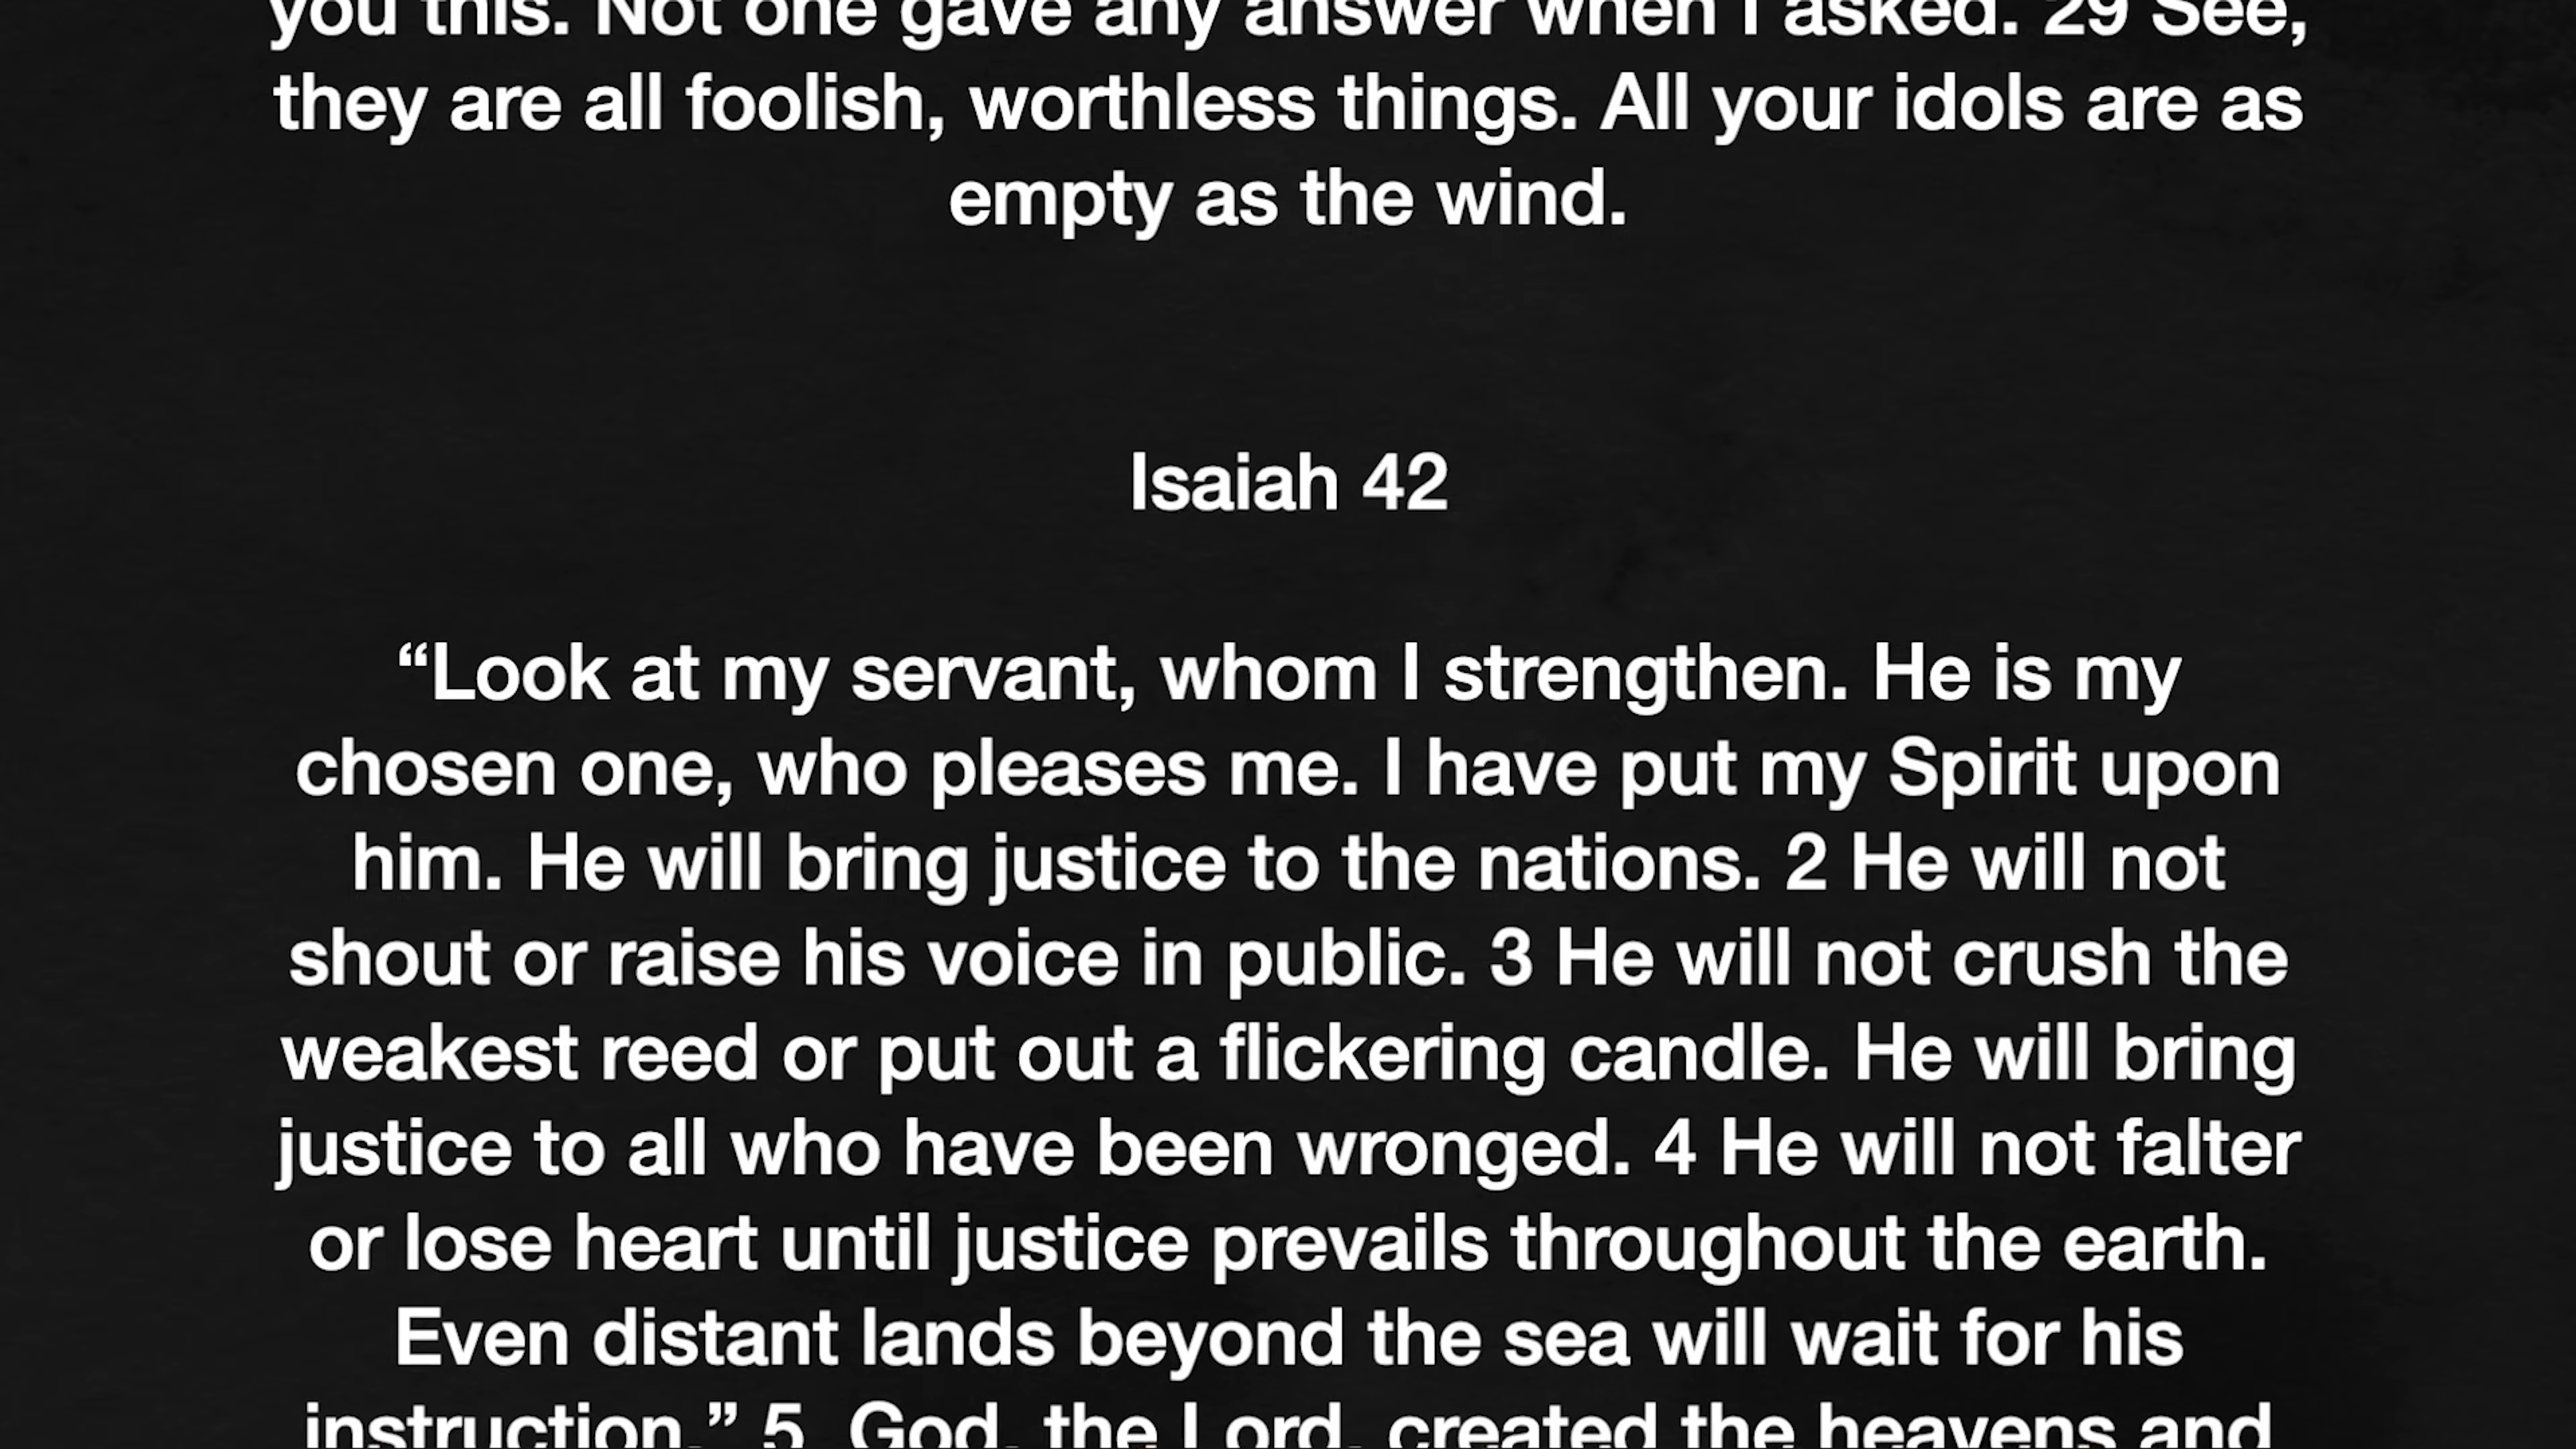 you this. Not one gave any answer when I asked. 29 See,
they are all foolish, worthless things. All your idols are as
empty as the wind.
Isaiah 42
“Look at my servant, whom I strengthen. He is my
chosen one, who pleases me. I have put my Spirit upon
him. He will bring justice to the nations. 2 He will not
shout or raise his voice in public. 3 He will not crush the
weakest reed or put out a flickering candle. He will bring
justice to all who have been wronged. 4 He will not falter
or lose heart until justice prevails throughout the earth.
Even distant lands beyond the sea will wait for his
instruction.” 5 God, the Lord, created the heavens and